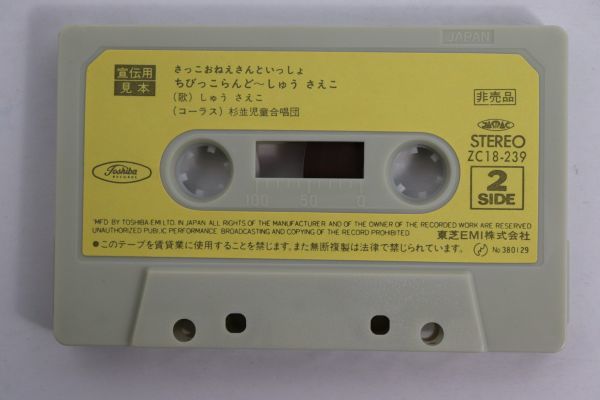 JAPAN
宣伝用
見本
さっこおねえさんといっしょ
ちびっこらんど〜しゅう さえこ
(歌)しゅう さえこ
(コーラス)杉並児童合唱団
非売品
STEREO
ZC18-239
2
SIDE
Toshiba
RECORDS
100 50 0
"MFD BY TOSHIBA-EMI LTD. IN JAPAN ALL RIGHTS OF THE MANUFACTURER AND OF THE OWNER OF THE RECORDED WORK ARE RESERVED
UNAUTHORIZED PUBLIC PERFORMANCE BROADCASTING AND COPYING OF THE RECORD PROHIBITED
東芝EMI株式会社
●このテープを賃貸業に使用することを禁じます。また無断複製は法律で禁じられています。
No.380129